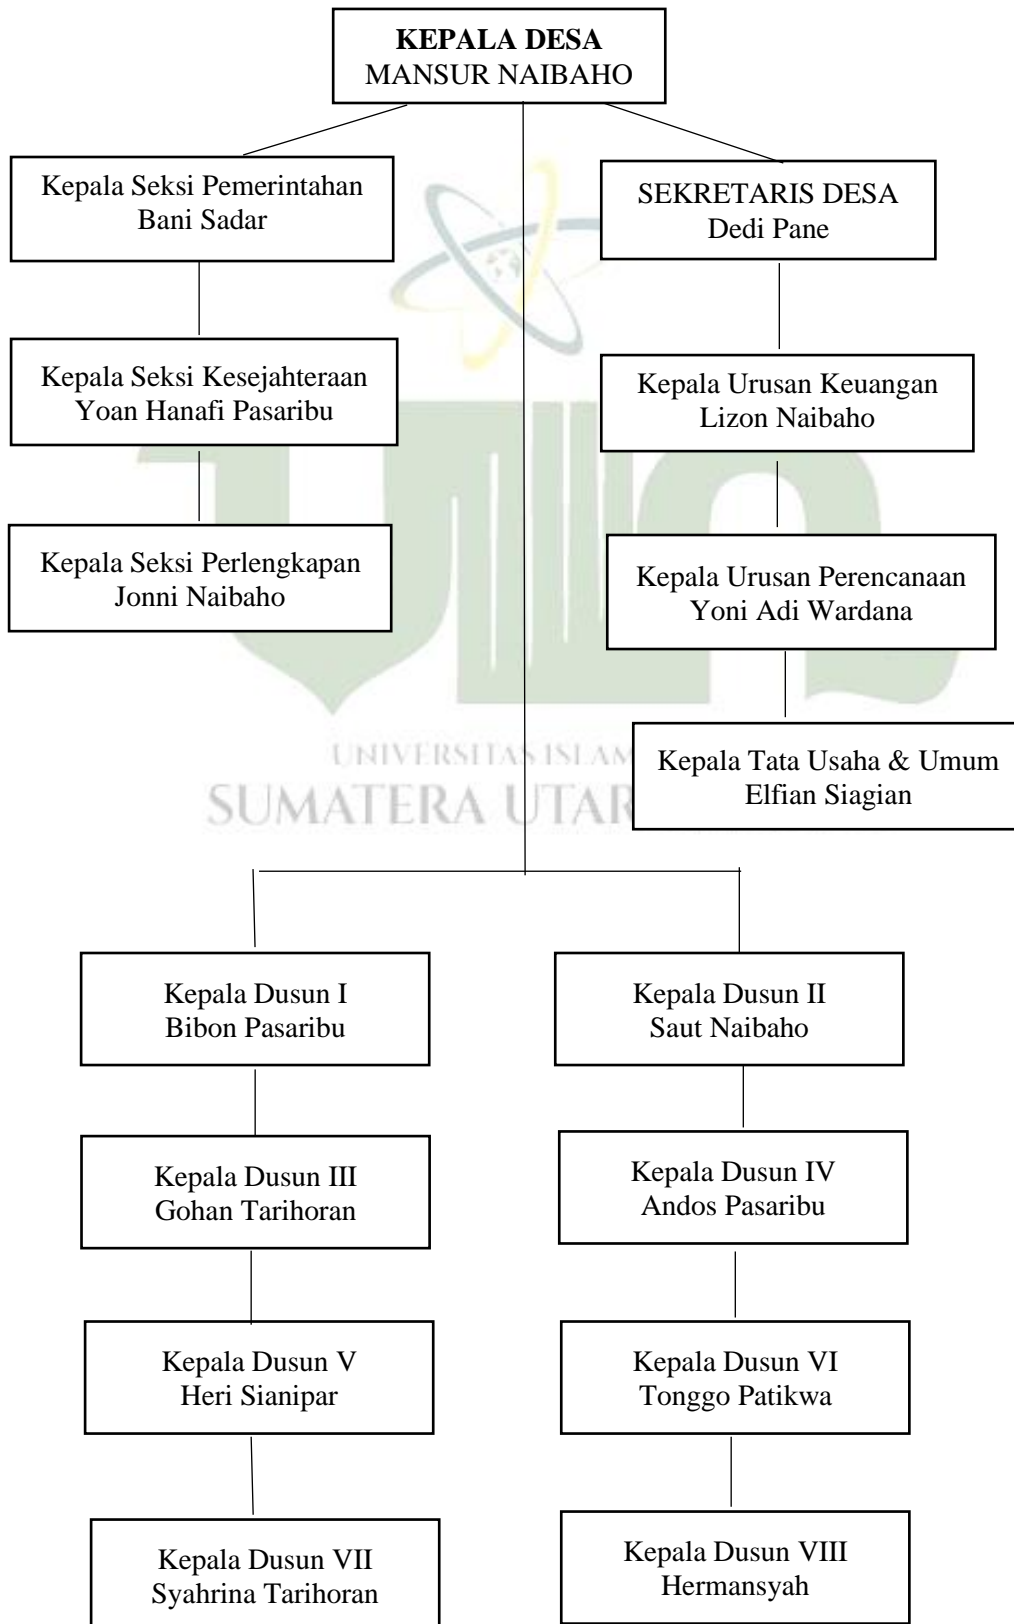 KEPALA DESA
MANSUR NAIBAHO
Kepala Seksi Pemerintahan
Bani Sadar
SEKRETARIS DESA
Dedi Pane
Kepala Seksi Kesejahteraan
Yoan Hanafi Pasaribu
Kepala Urusan Keuangan
Lizon Naibaho
Kepala Seksi Perlengkapan
Jonni Naibaho
Kepala Urusan Perencanaan
Yoni Adi Wardana
UNIVERSITAS ISLAM
SUMATERA
Kepala Tata Usaha & Umum
Elfian Siagian
Kepala Dusun I
Bibon Pasaribu
Kepala Dusun II
Saut Naibaho
Kepala Dusun III
Gohan Tarihoran
Kepala Dusun IV
Andos Pasaribu
Kepala Dusun V
Heri Sianipar
Kepala Dusun VI
Tonggo Patikwa
Kepala Dusun VII
Syahrina Tarihoran
Kepala Dusun VIII
Hermansyah